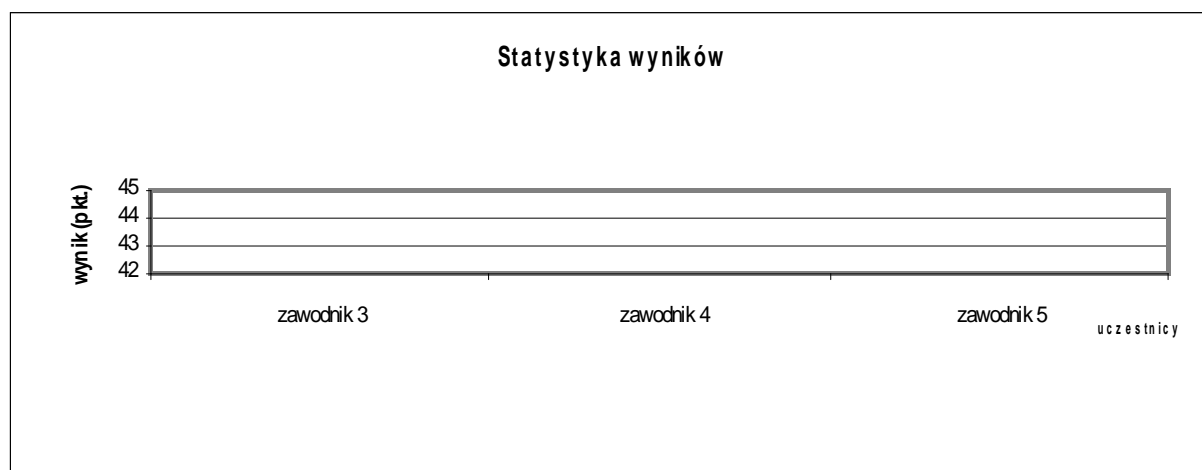 Statystyka wyników
wynik (pkt.)
45
44
43
42
zawodnik 3
zawodnik 4
zawodnik 5
uczestnicy